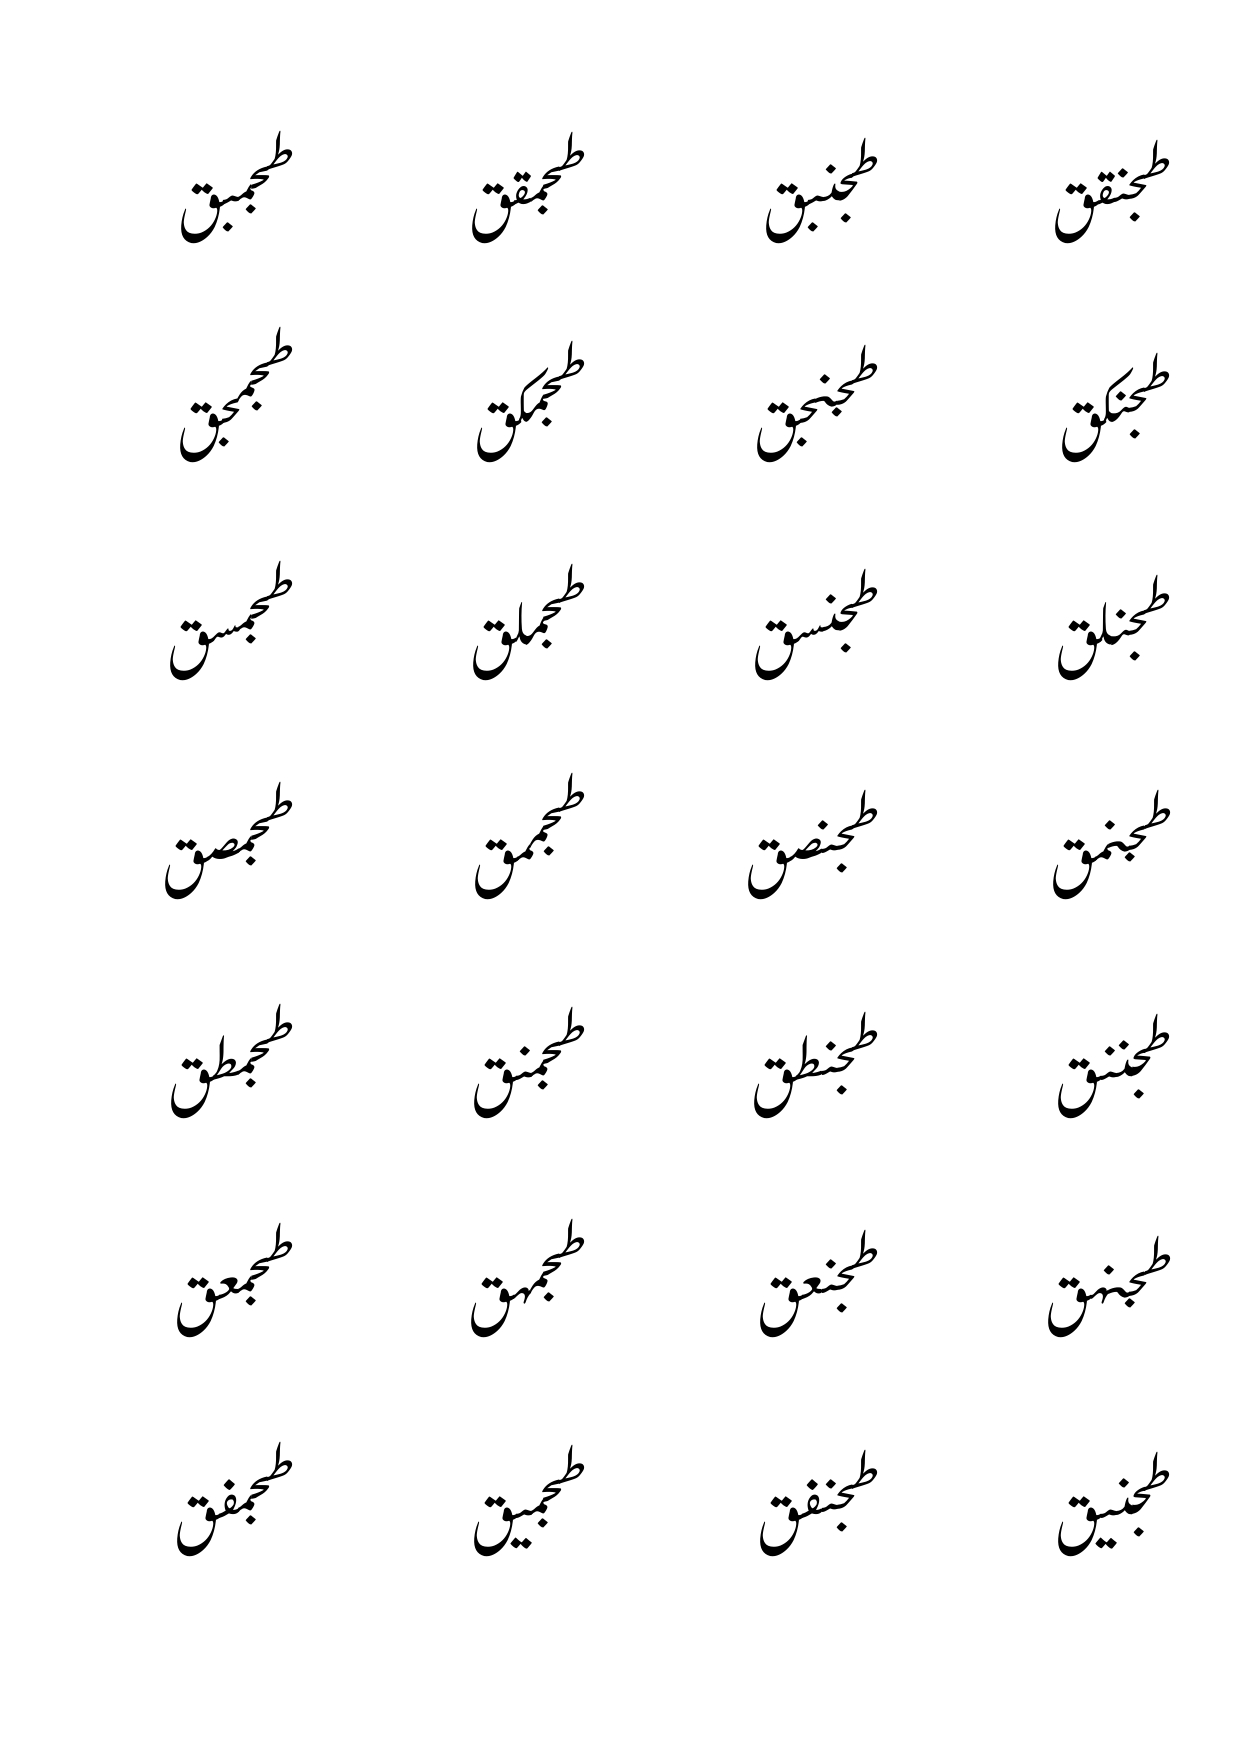 طجنقق طجنبق طجمقق طجمبق
طجنكق طجنجق طجمكق طجمجق
طجنلق طجنسق طجملق طجمسق
طجنمق طجنصق طجممق طجمصق
طجننق طجنطق طجمنق طجمطق
طجنهق طجنعق طجمهق طجمعق
طجنيق طجنفق طجميق طجمفق